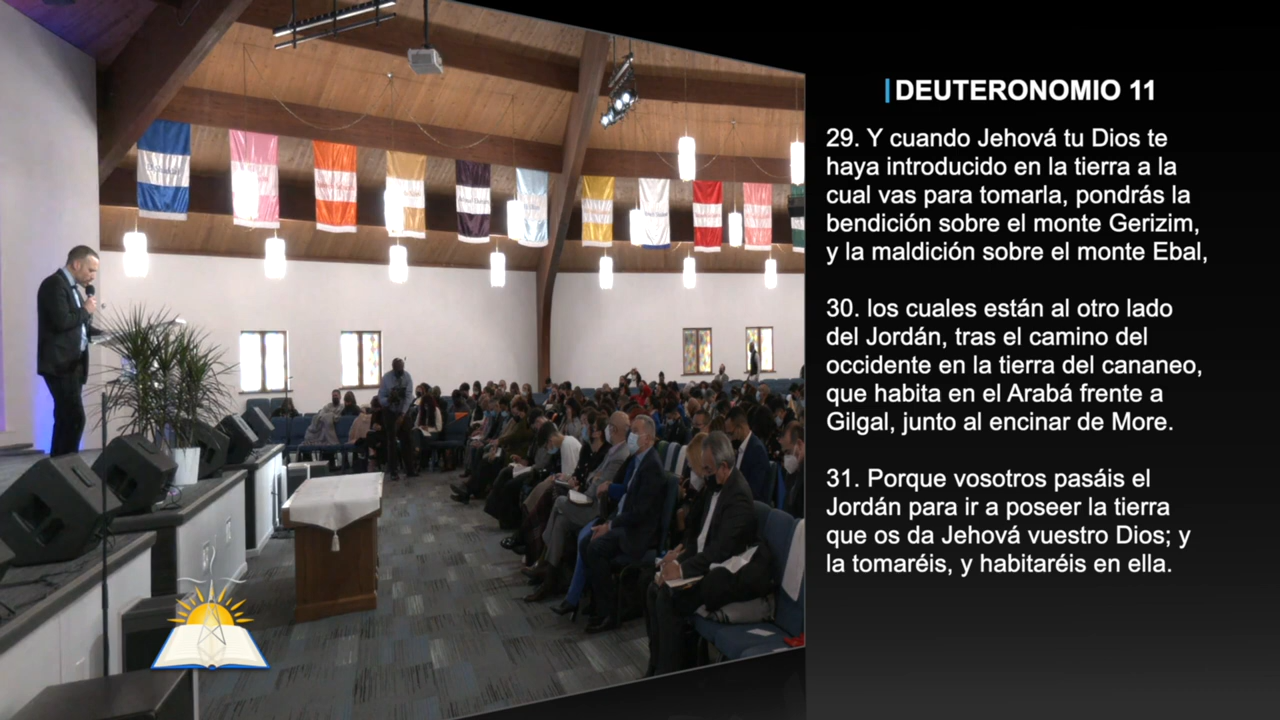 DEUTERONOMIO 11
29. Y cuando Jehová tu Dios te
haya introducido en la tierra a la
cual vas para tomarla, pondrás la
bendición sobre el monte Gerizim,
y la maldición sobre el monte Ebal,
30. los cuales están al otro lado
del Jordán, tras el camino del
occidente en la tierra del cananeo,
que habita en el Arabá frente a
Gilgal, junto al encinar de More.
31. Porque vosotros pasáis el
Jordán para ir a poseer la tierra
que os da Jehová vuestro Dios; y
la tomaréis, y habitaréis en ella.